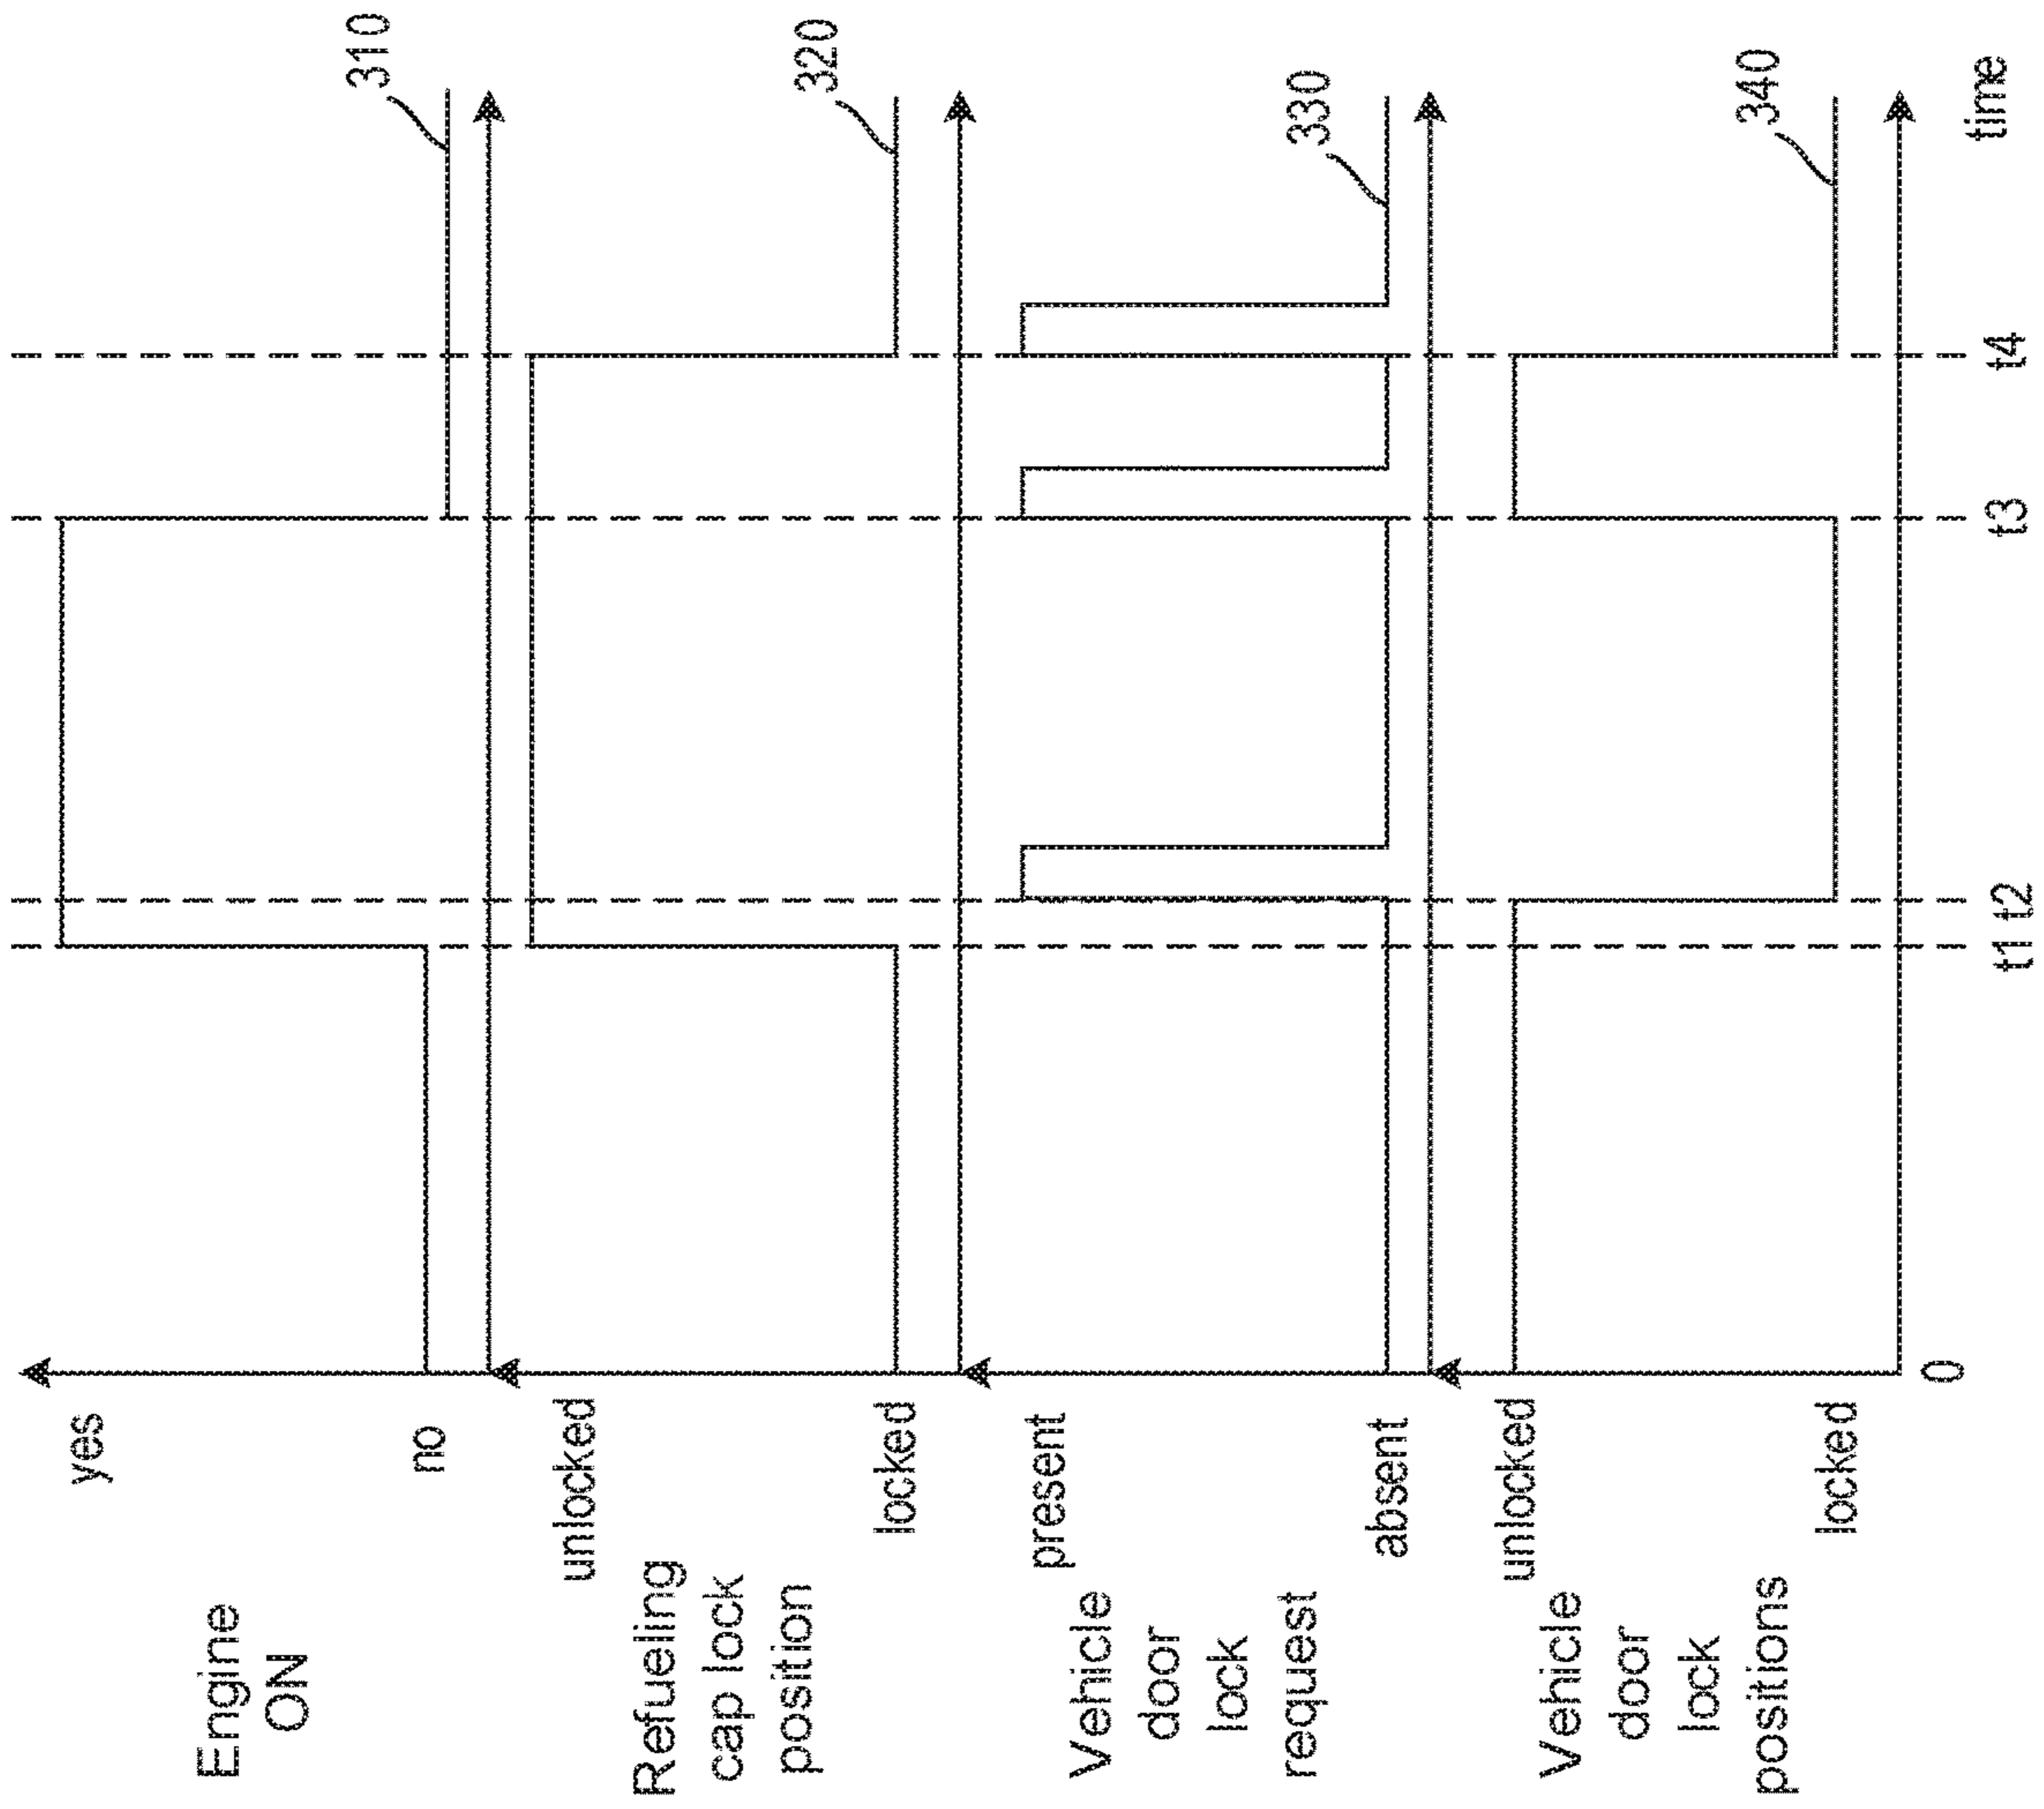 Engine
ON
yes
no
310
Refueling
cap lock
position
unlocked
locked
320
Vehicle
door
lock
request
present
absent
330
Vehicle
door
lock
positions
unlocked
locked
340
0
t1 t2
t3
t4
time